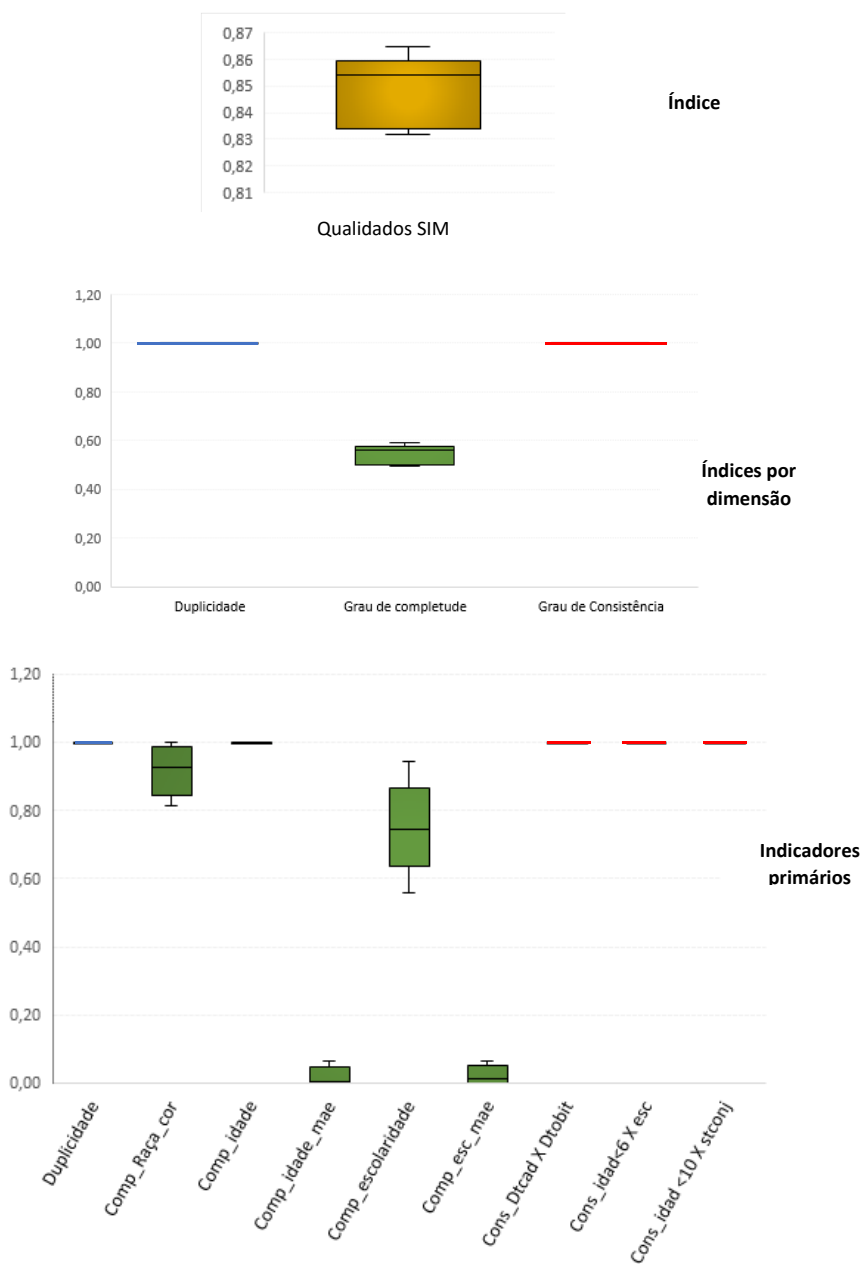 0,87
0,86
0,85
0,84
0,83
0,82
0,81
Índice
Qualidados SIM
1,20
1,00
0,80
0,60
0,40
0,20
0,00
Duplicidade
Grau de completude
Grau de Consistência
Índices por
dimensão
1,20
1,00
0,80
0,60
0,40
0,20
0,00
Duplicidade
Comp_Raça_cor
Comp_idade
Comp_idade_mae
Comp_escolaridade
Comp_esc_mae
Cons_Dtcad X Dtobit
Cons_idad<6 X esc
Cons_idad <10 X stconj
Indicadores
primários